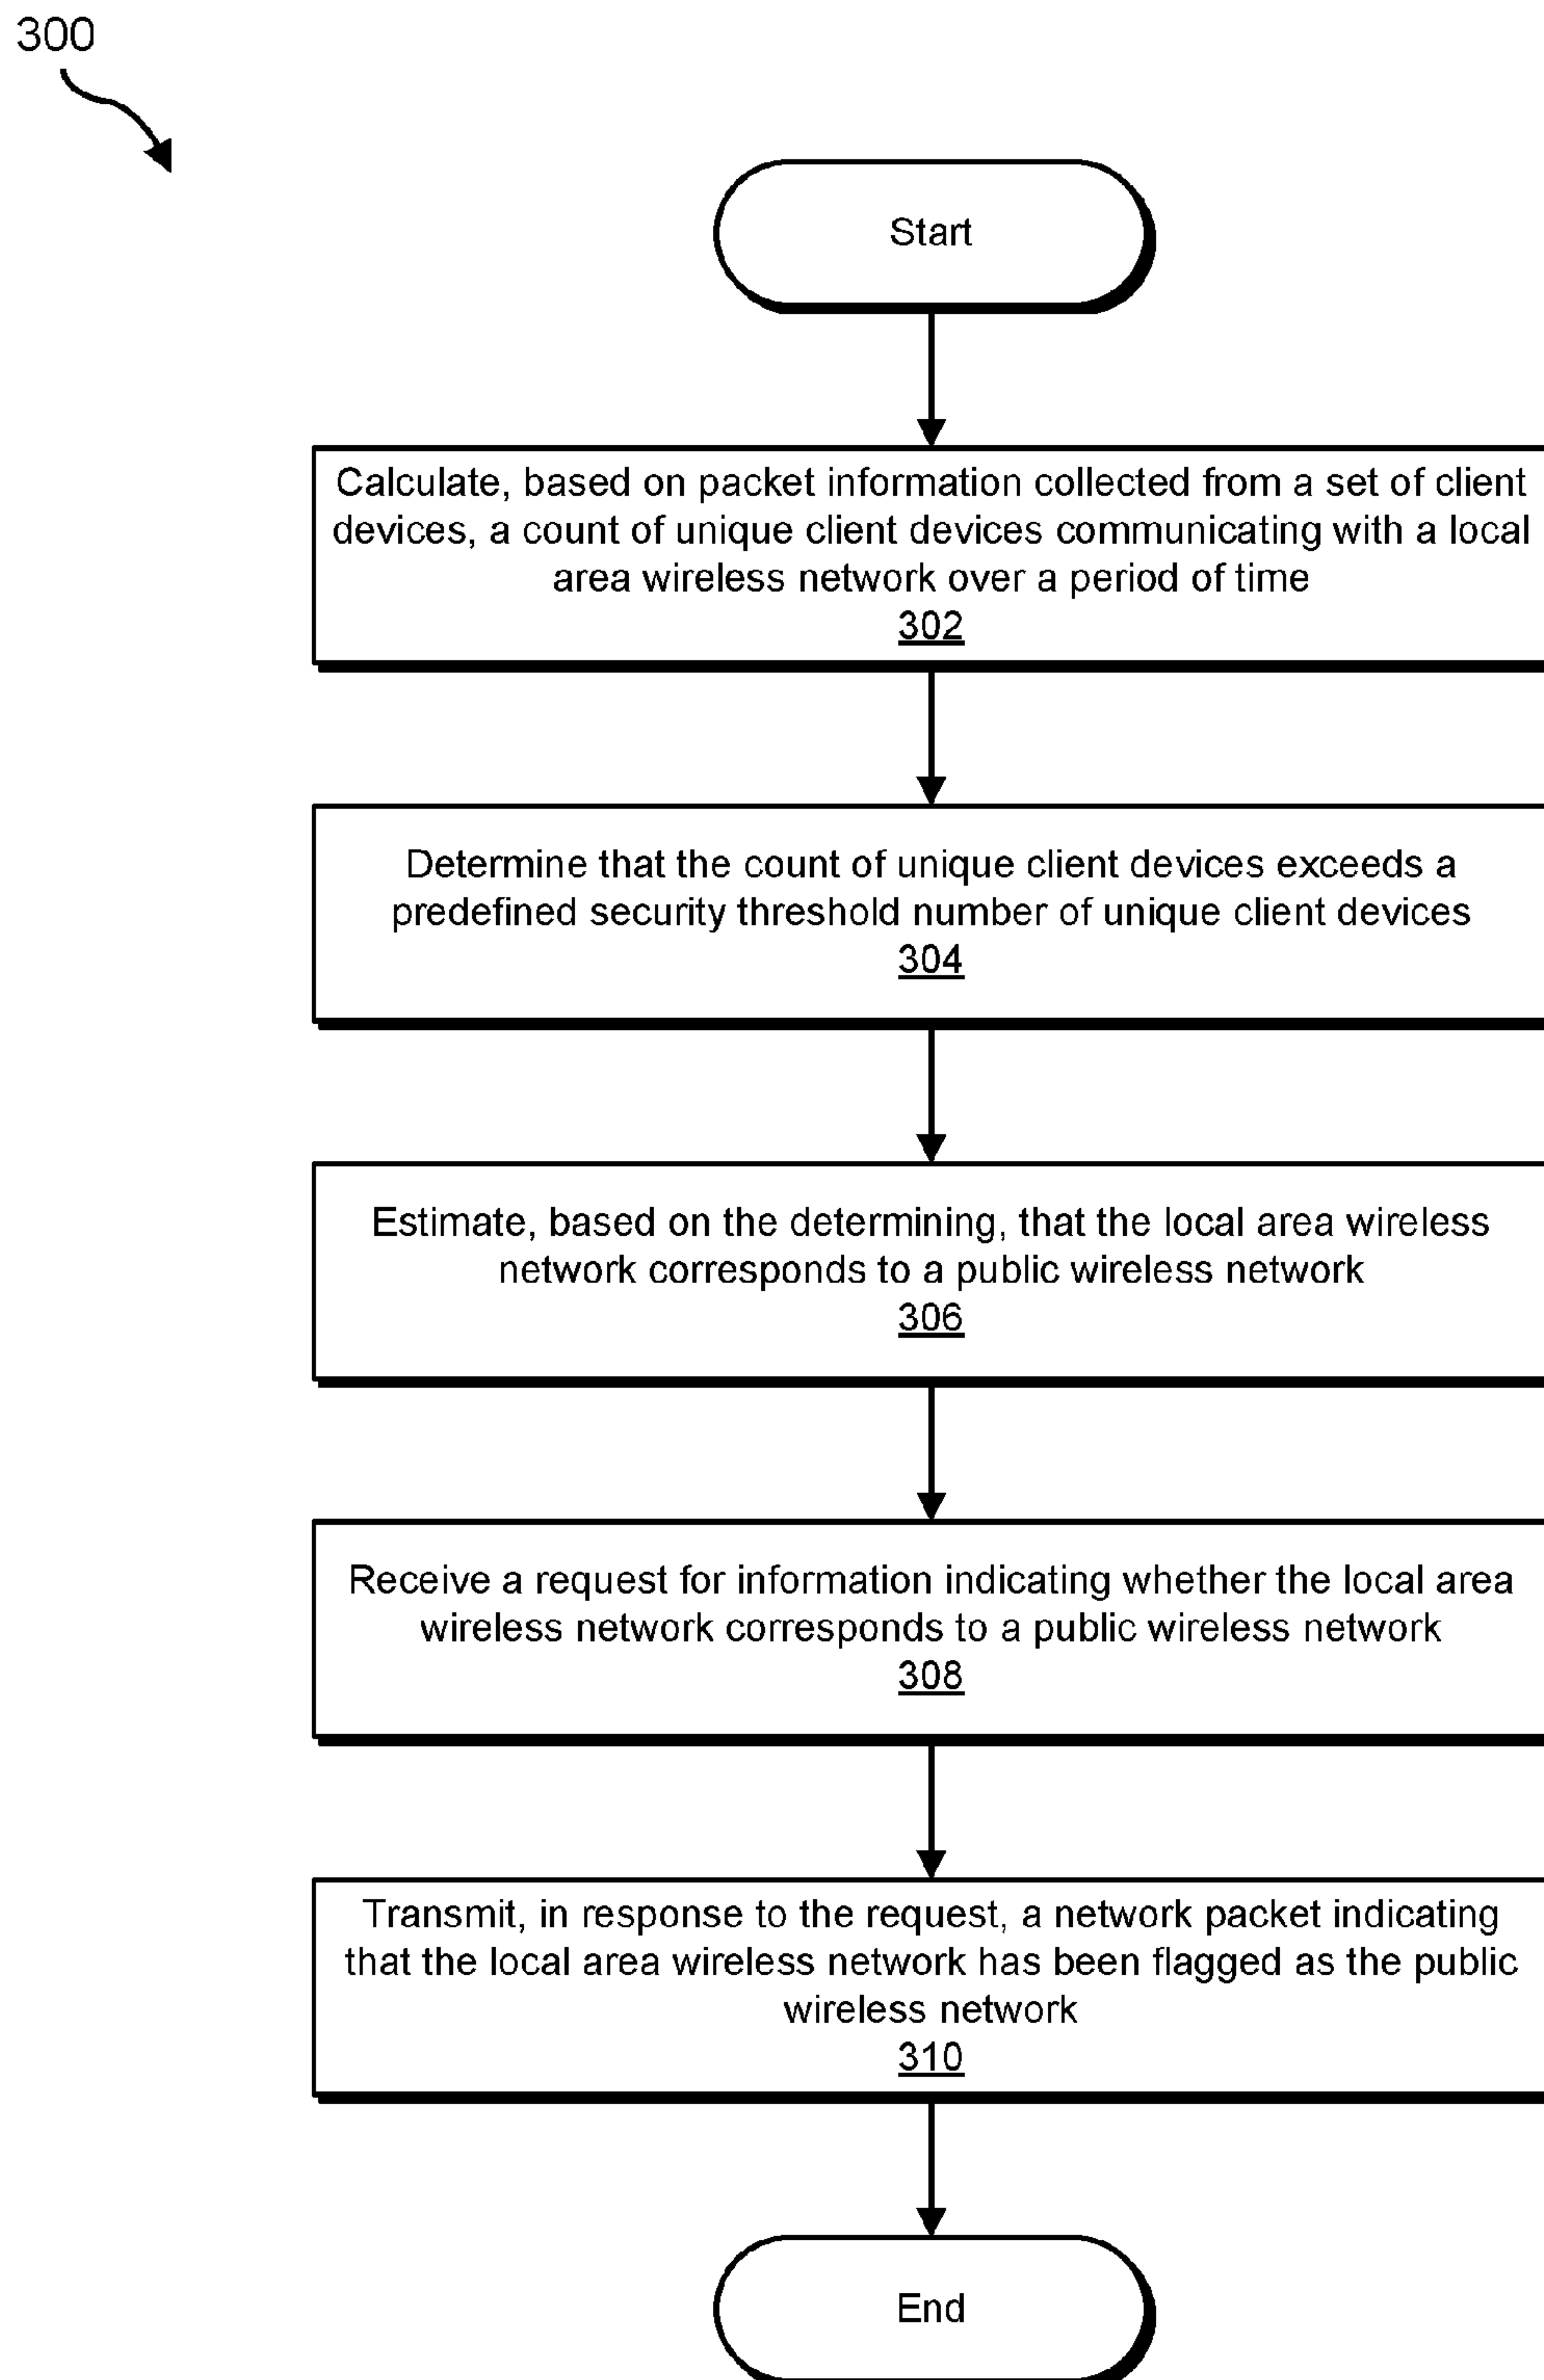 300
Start
Calculate, based on packet information collected from a set of client
devices, a count of unique client devices communicating with a local
area wireless network over a period of time
302
Determine that the count of unique client devices exceeds a
predefined security threshold number of unique client devices
304
Estimate, based on the determining, that the local area wireless
network corresponds to a public wireless network
306
Receive a request for information indicating whether the local area
wireless network corresponds to a public wireless network
308
Transmit, in response to the request, a network packet indicating
that the local area wireless network has been flagged as the public
wireless network
310
End